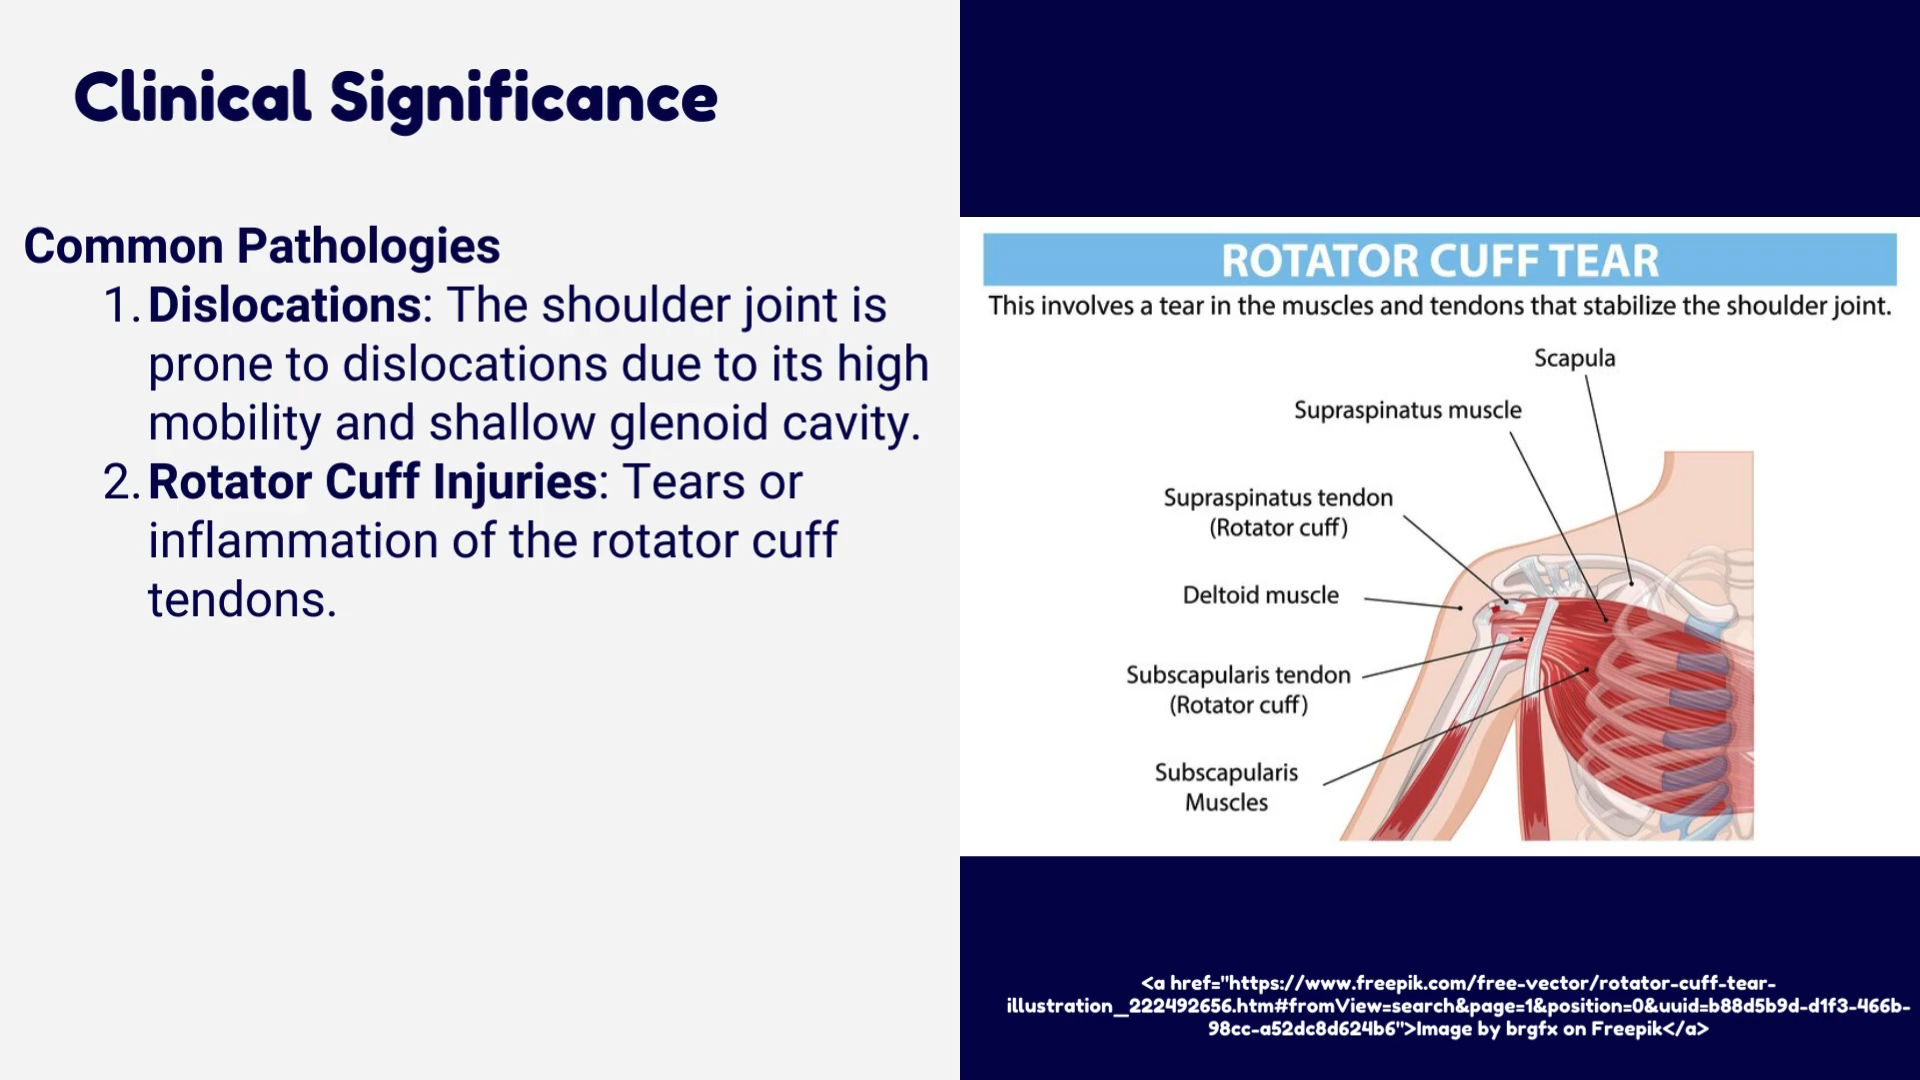 Clinical Significance
Common Pathologies
1. Dislocations: The shoulder joint is
prone to dislocations due to its high
mobility and shallow glenoid cavity.
2. Rotator Cuff Injuries: Tears or
inflammation of the rotator cuff
tendons.
ROTATOR CUFF TEAR
This involves a tear in the muscles and tendons that stabilize the shoulder joint.
Scapula
Supraspinatus muscle
Supraspinatus tendon
(Rotator cuff)
Deltoid muscle
Subscapularis tendon
(Rotator cuff)
Subscapularis
Muscles
<a href="https://www.freepik.com/free-vector/rotator-cuff-tear-
illustration_222492656.htm#fromView=search&page=1&position=0&uuid=b88d5b9d-d1f3-466b-
98cc-a52dc8d624b6">Image by brgfx on Freepik</a>